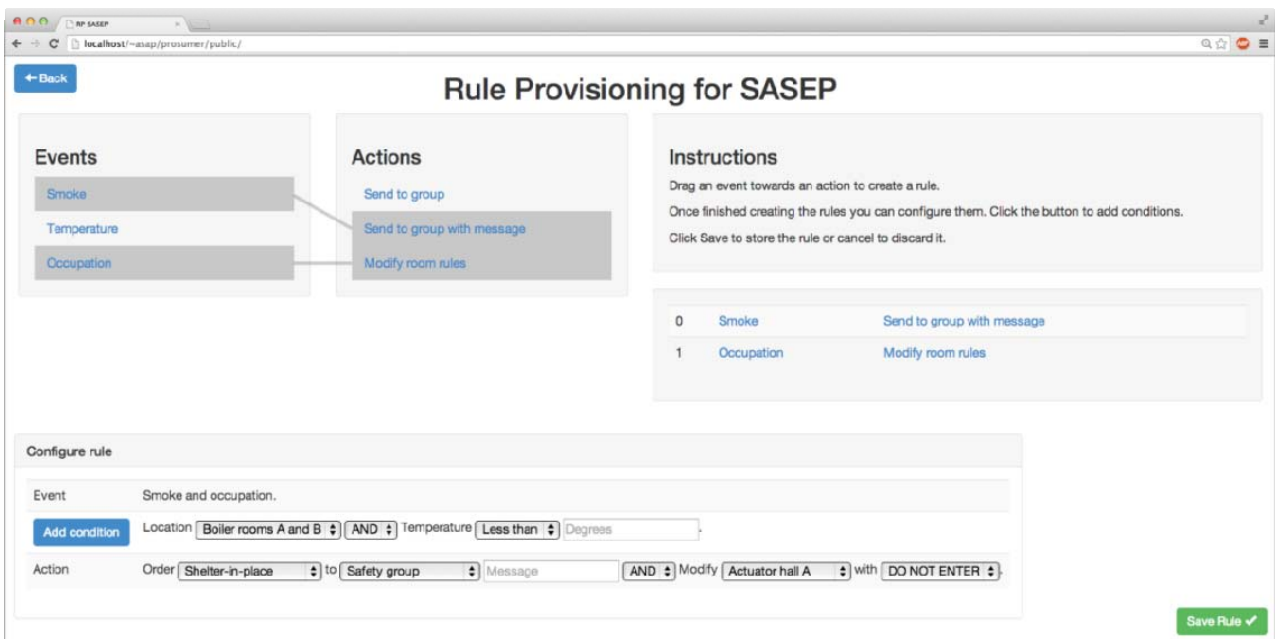 RP SASEP
localhost/~asap/prosumer/public/
Back
Rule Provisioning for SASEP
Events
Smoke
Temperature
Occupation
Actions
Send to group
Send to group with message
Modify room rules
Instructions
Drag an event towards an action to create a rule.
Once finished creating the rules you can configure them. Click the button to add conditions.
Click Save to store the rule or cancel to discard it.
0 Smoke Send to group with message
1 Occupation Modify room rules
Configure rule
Event Smoke and occupation.
Add condition Location Boiler rooms A and B AND Temperature Less than Degrees .
Action Order Shelter-in-place to Safety group Message AND Modify Actuator hall A with DO NOT ENTER .
Save Rule ✔